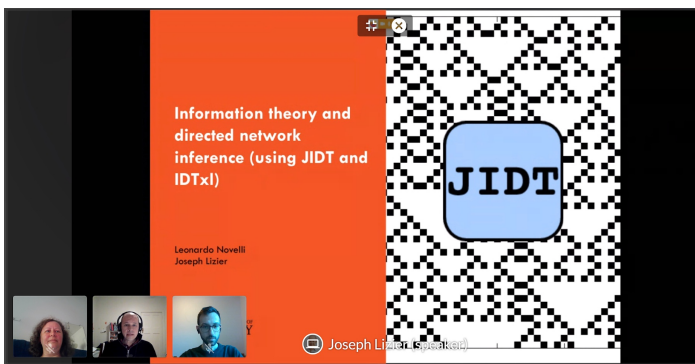 Information theory and
directed network
inference (using JIDT and
IDTxl)
JIDT
Leonardo Novelli
Joseph Lizier
Joseph Lizier (speaker)